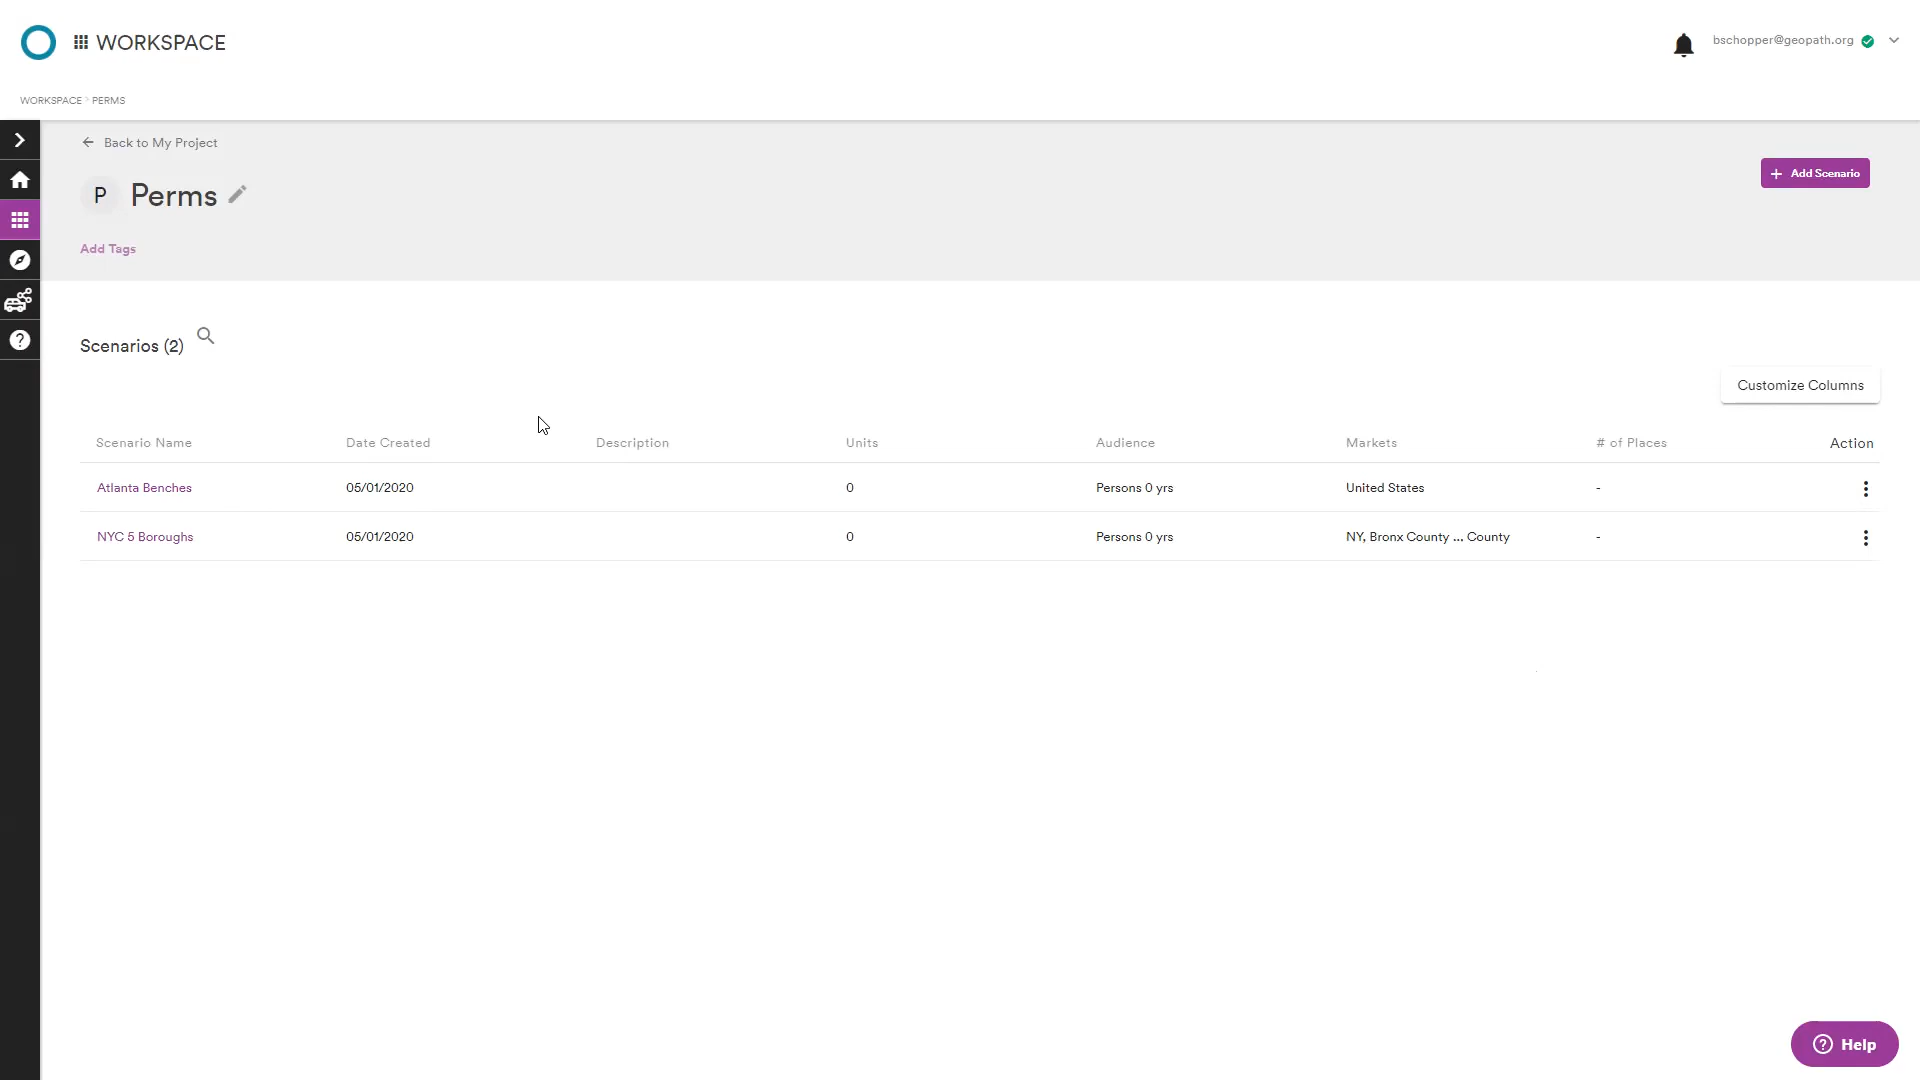 WORKSPACE
bschopper@geopath.org
WORKSPACE > PERMS
Back to My Project
P Perms
Add Scenario
Add Tags
Scenarios (2)
Customize Columns
Scenario Name Date Created Description Units Audience Markets # of Places Action
Atlanta Benches 05/01/2020 0 Persons 0 yrs United States -
NYC 5 Boroughs 05/01/2020 0 Persons 0 yrs NY, Bronx County ... County -
Help